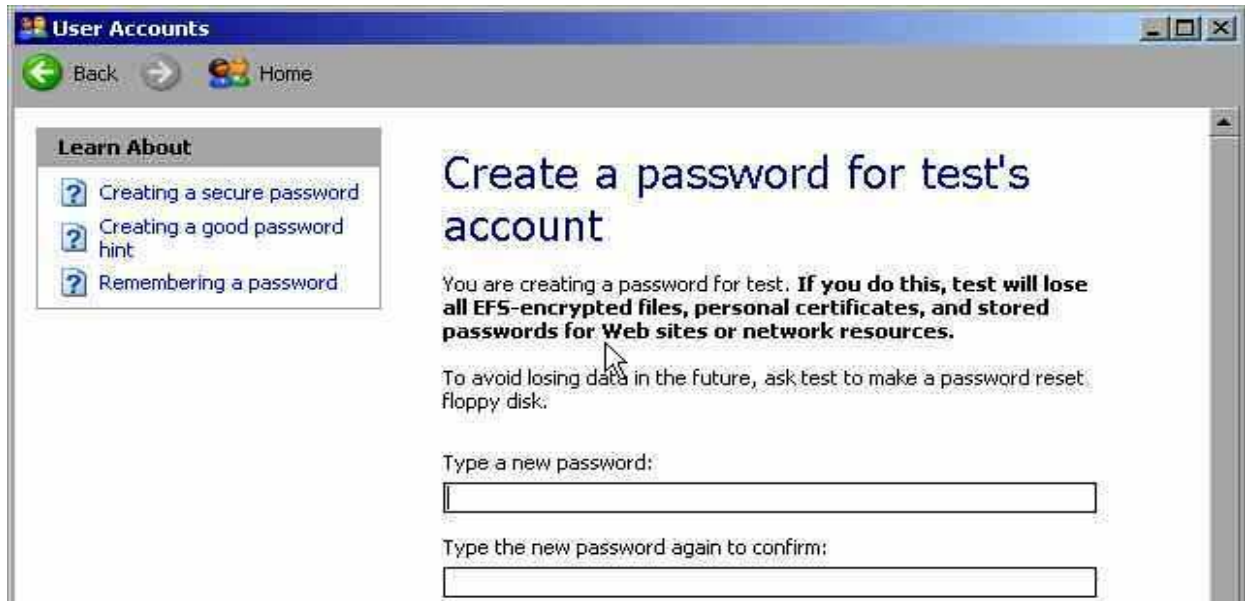 User Accounts
Back
Home
Learn About
Creating a secure password
Creating a good password
hint
Remembering a password
Create a password for test's
account
You are creating a password for test. If you do this, test will lose
all EFS-encrypted files, personal certificates, and stored
passwords for Web sites or network resources.
To avoid losing data in the future, ask test to make a password reset
floppy disk.
Type a new password:
Type the new password again to confirm: